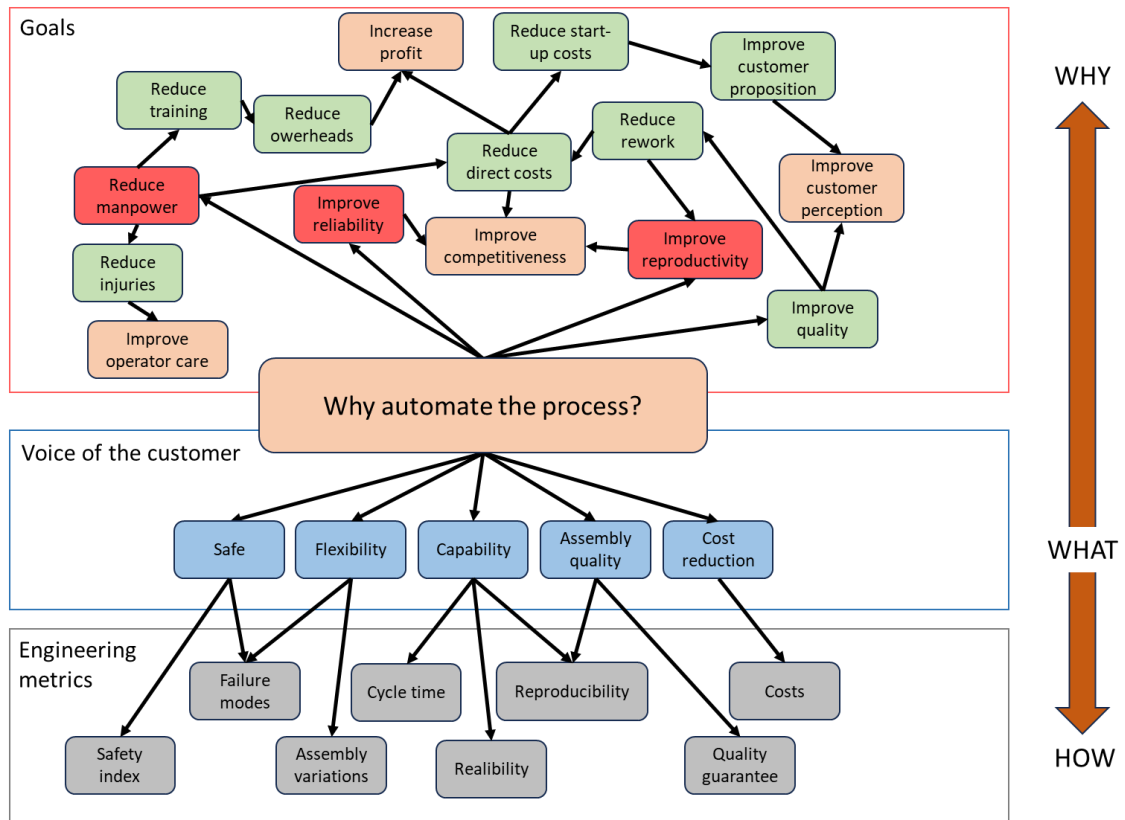 Goals
Increase
profit
Reduce start-
up costs
Improve
customer
proposition
WHY
Reduce
training
Reduce
owerheads
Reduce
direct costs
Reduce
rework
Improve
customer
perception
Reduce
manpower
Improve
reliability
Improve
competitiveness
Improve
reproductivity
Reduce
injuries
Improve
quality
Improve
operator care
Why automate the process?
Voice of the customer
Safe
Flexibility
Capability
Assembly
quality
Cost
reduction
WHAT
Engineering
metrics
Failure
modes
Cycle time
Reproducibility
Costs
Safety
index
Assembly
variations
Realibility
Quality
guarantee
HOW